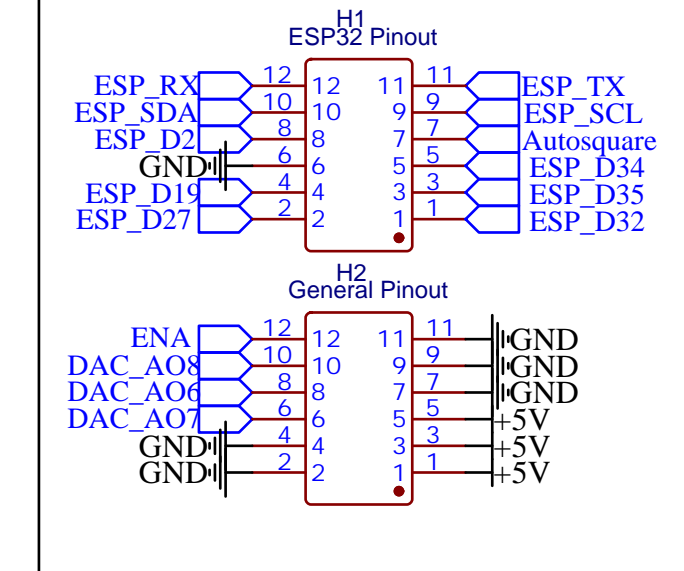 H1
ESP32 Pinout
ESP_RX 12 12 11 11 ESP_TX
ESP_SDA 10 10 9 9 ESP_SCL
ESP_D2 8 8 7 7 Autosquare
GND 6 6 5 5 ESP_D34
ESP_D19 4 4 3 3 ESP_D35
ESP_D27 2 2 1 1 ESP_D32
H2
General Pinout
ENA 12 12 11 11 GND
DAC_AO8 10 10 9 9 GND
DAC_AO6 8 8 7 7 GND
DAC_AO7 6 6 5 5 +5V
GND 4 4 3 3 +5V
GND 2 2 1 1 +5V